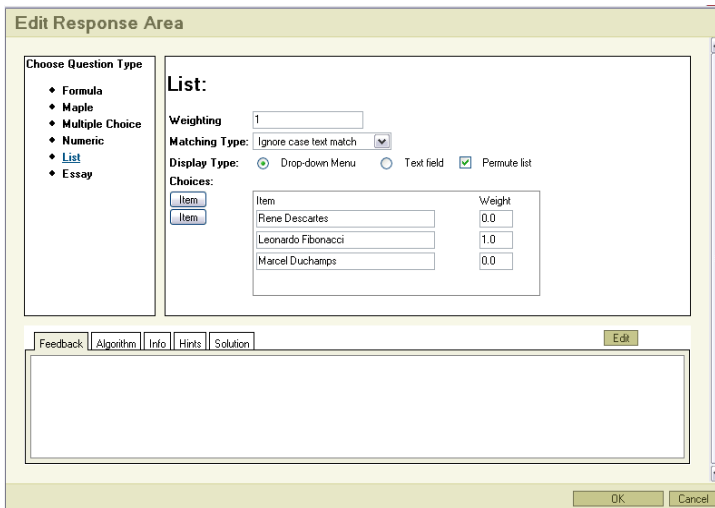 Edit Response Area
Choose Question Type
Formula
Maple
Multiple Choice
Numeric
List
Essay
List:
Weighting 1
Matching Type: Ignore case text match
Display Type: Drop-down Menu Text field Permute list
Choices:
Item
Item
Item Weight
Rene Descartes 0.0
Leonardo Fibonacci 1.0
Marcel Duchamps 0.0
Feedback Algorithm Info Hints Solution Edit
OK Cancel